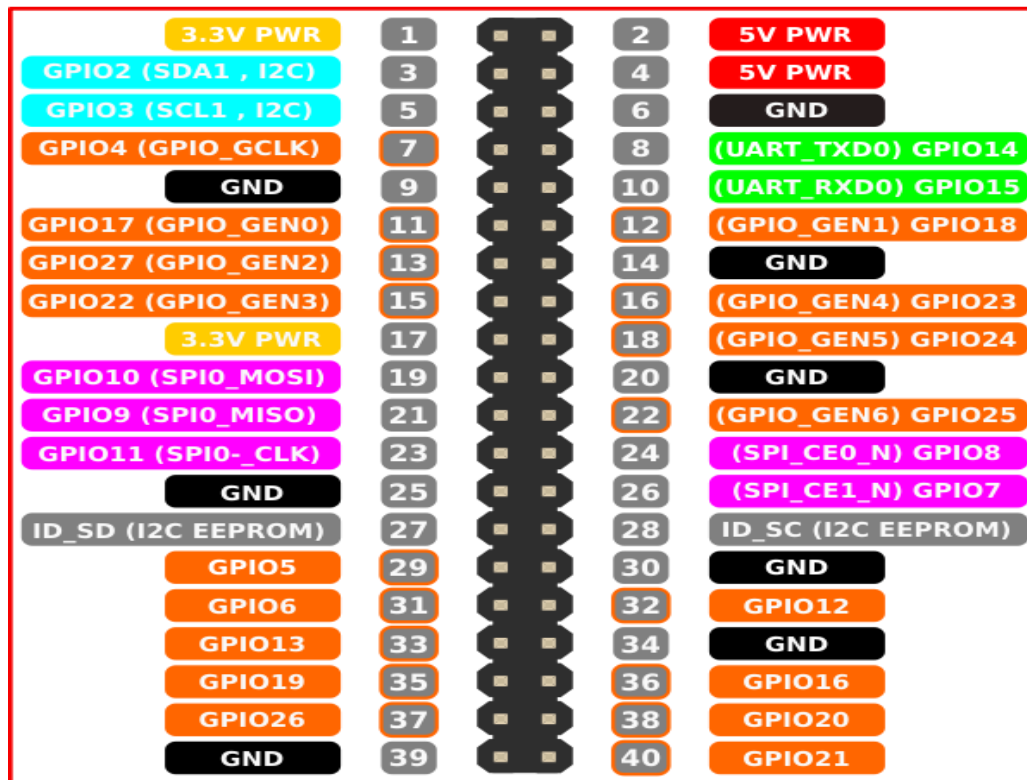 3.3V PWR 1 2 5V PWR
GPIO2 (SDA1 , I2C) 3 4 5V PWR
GPIO3 (SCL1 , I2C) 5 6 GND
GPIO4 (GPIO_GCLK) 7 8 (UART_TXD0) GPIO14
GND 9 10 (UART_RXD0) GPIO15
GPIO17 (GPIO_GEN0) 11 12 (GPIO_GEN1) GPIO18
GPIO27 (GPIO_GEN2) 13 14 GND
GPIO22 (GPIO_GEN3) 15 16 (GPIO_GEN4) GPIO23
3.3V PWR 17 18 (GPIO_GEN5) GPIO24
GPIO10 (SPI0_MOSI) 19 20 GND
GPIO9 (SPI0_MISO) 21 22 (GPIO_GEN6) GPIO25
GPIO11 (SPI0-_CLK) 23 24 (SPI_CE0_N) GPIO8
GND 25 26 (SPI_CE1_N) GPIO7
ID_SD (I2C EEPROM) 27 28 ID_SC (I2C EEPROM)
GPIO5 29 30 GND
GPIO6 31 32 GPIO12
GPIO13 33 34 GND
GPIO19 35 36 GPIO16
GPIO26 37 38 GPIO20
GND 39 40 GPIO21